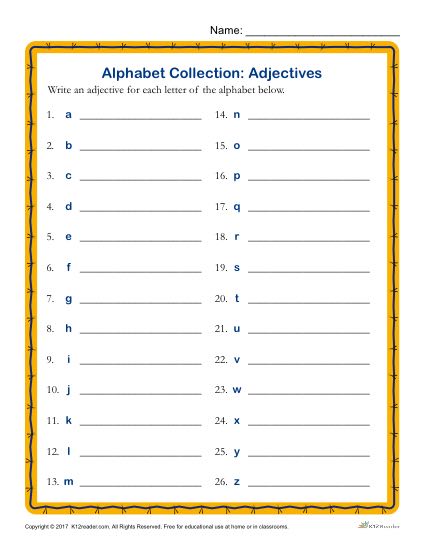 Name: ____________________
Alphabet Collection: Adjectives
Write an adjective for each letter of the alphabet below.
1. a ____________________
2. b ____________________
3. c ____________________
4. d ____________________
5. e ____________________
6. f ____________________
7. g ____________________
8. h ____________________
9. i ____________________
10. j ____________________
11. k ____________________
12. l ____________________
13. m ____________________
14. n ____________________
15. o ____________________
16. p ____________________
17. q ____________________
18. r ____________________
19. s ____________________
20. t ____________________
21. u ____________________
22. v ____________________
23. w ____________________
24. x ____________________
25. y ____________________
26. z ____________________
Copyright © 2017 K12reader.com. All Rights Reserved. Free for educational use at home or in classrooms.
K12Reader